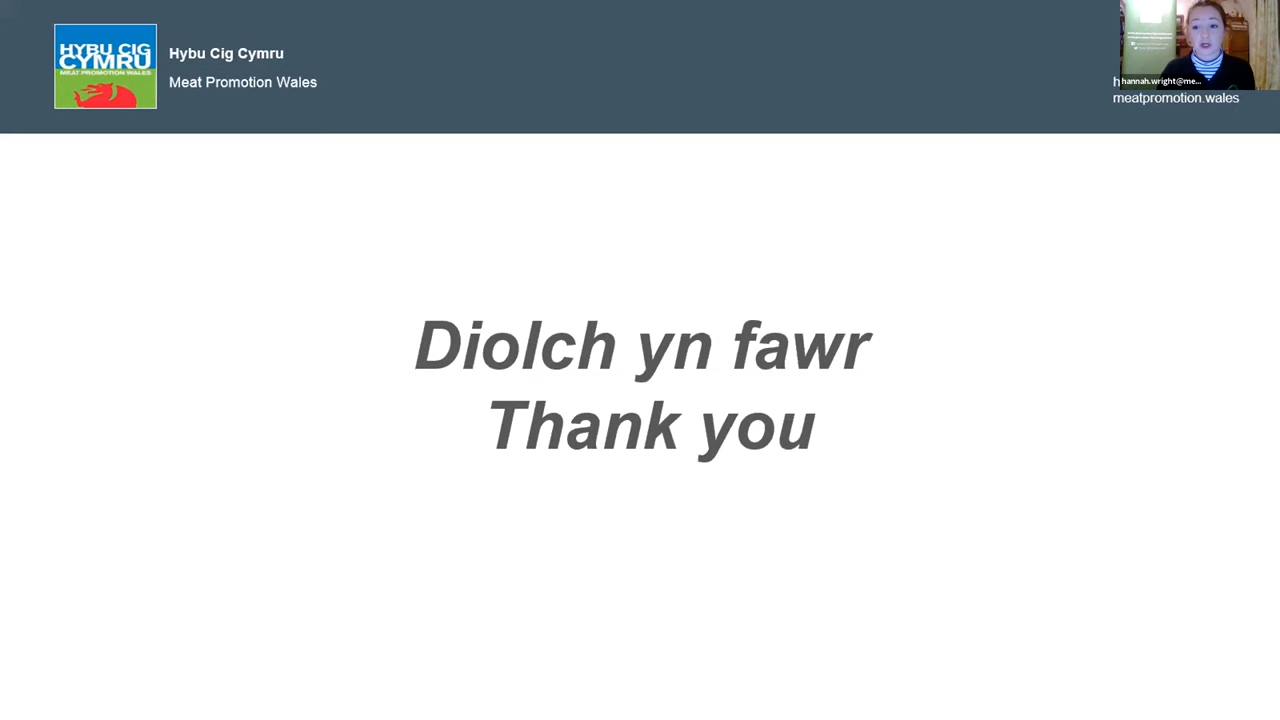 HYBU CIG
CYMRU
MEAT PROMOTION WALES
Hybu Cig Cymru
Meat Promotion Wales
hannah.wright@me...
meatpromotion.wales
Diolch yn fawr
Thank you